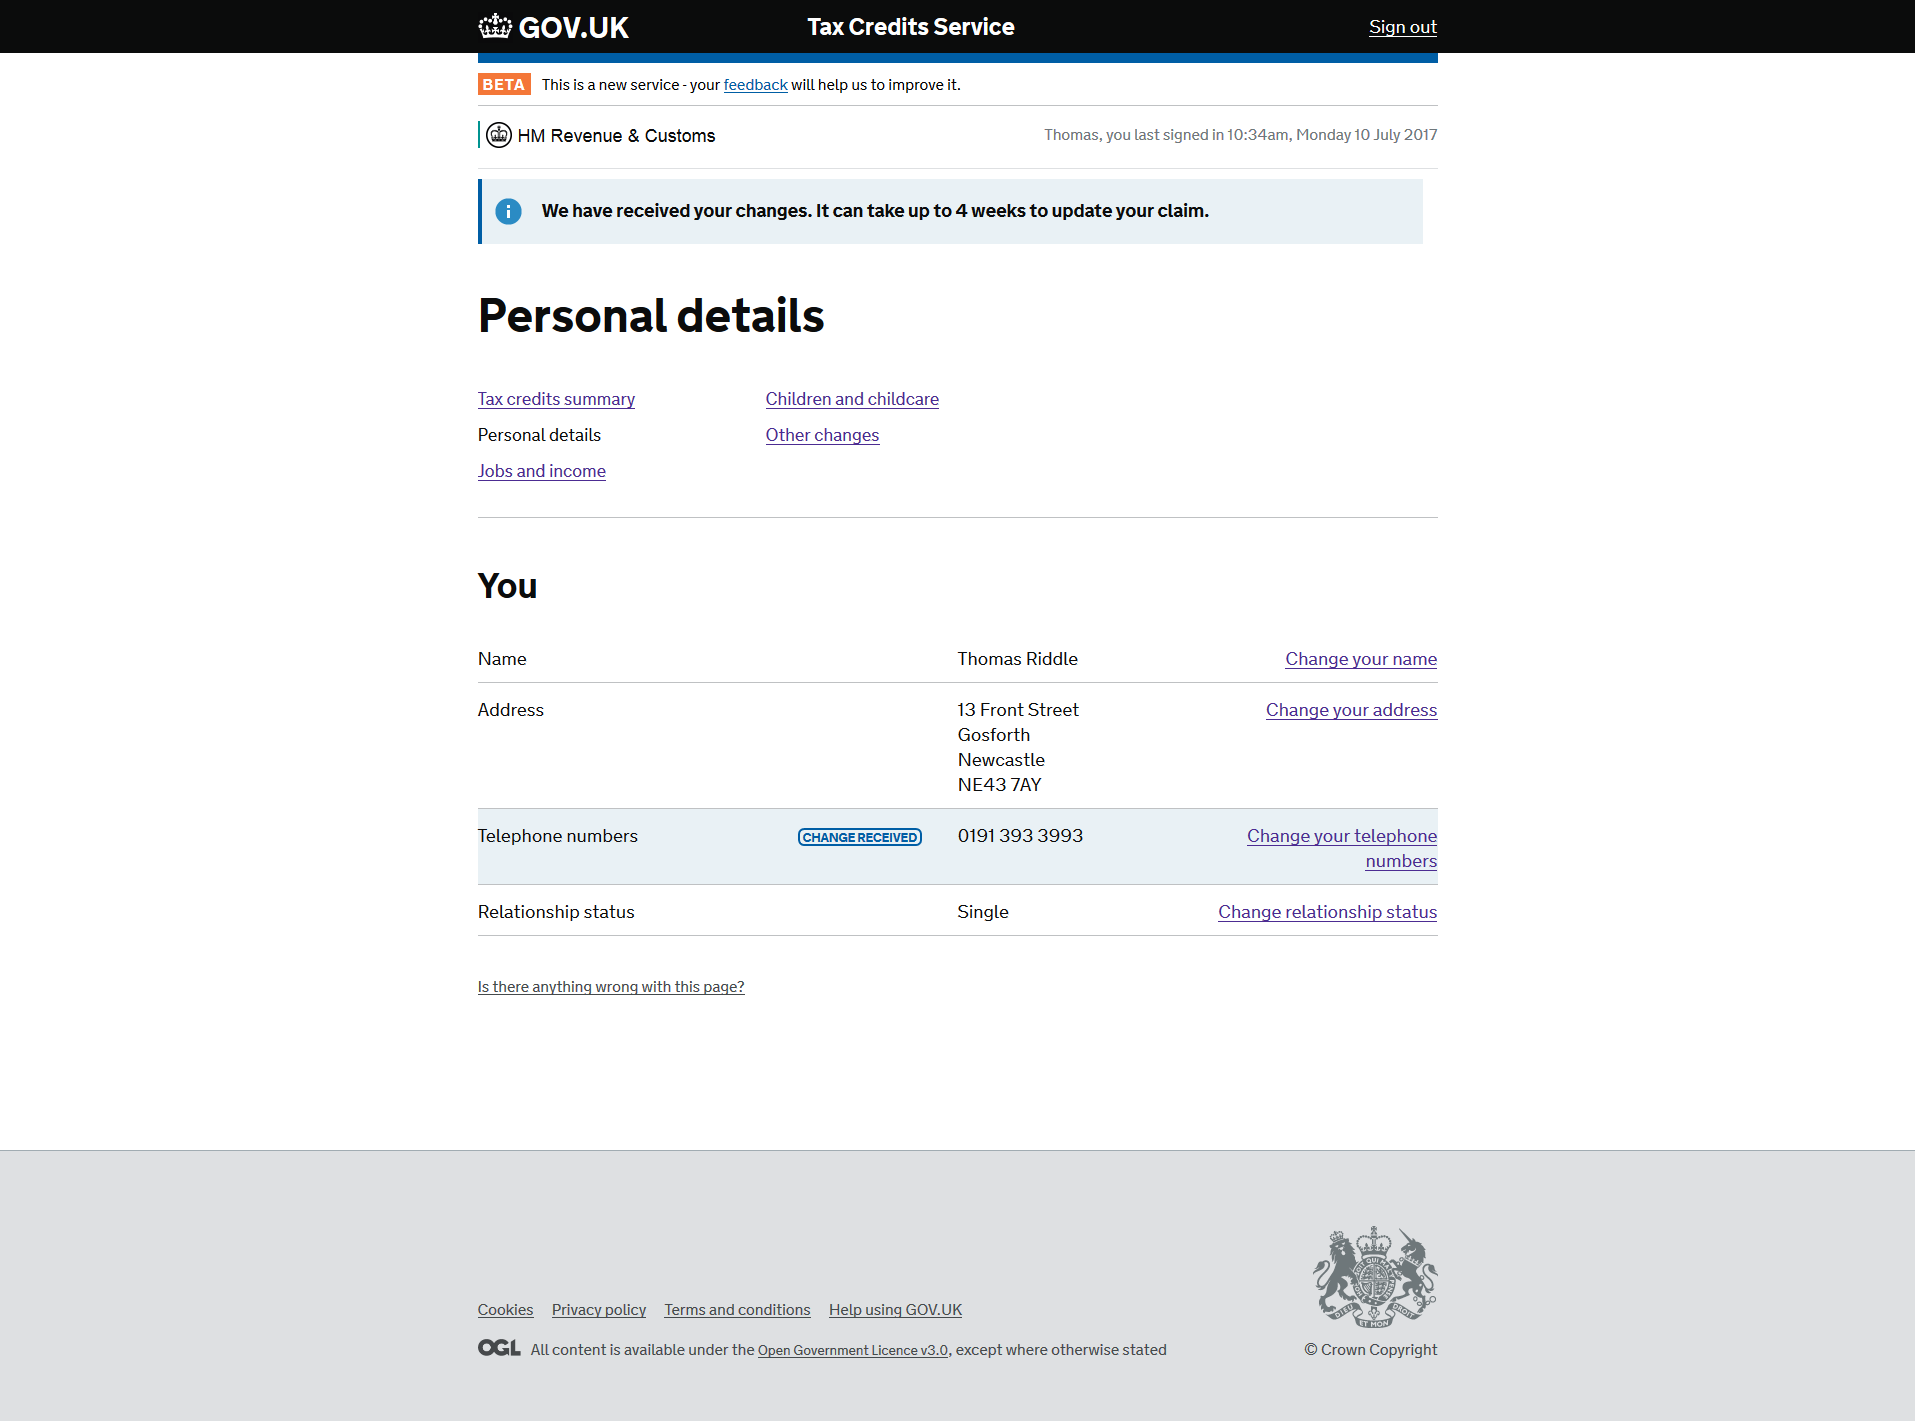 GOV.UK
Tax Credits Service
Sign out
BETA This is a new service - your feedback will help us to improve it.
HM Revenue & Customs
Thomas, you last signed in 10:34am, Monday 10 July 2017
We have received your changes. It can take up to 4 weeks to update your claim.
Personal details
Tax credits summary
Children and childcare
Personal details
Other changes
Jobs and income
You
Name Thomas Riddle Change your name
Address 13 Front Street Change your address
Gosforth
Newcastle
NE43 7AY
Telephone numbers CHANGE RECEIVED 0191 393 3993 Change your telephone
numbers
Relationship status Single Change relationship status
Is there anything wrong with this page?
Cookies Privacy policy Terms and conditions Help using GOV.UK
OGL All content is available under the Open Government Licence v3.0, except where otherwise stated
DIEU ET MON DROIT
© Crown Copyright